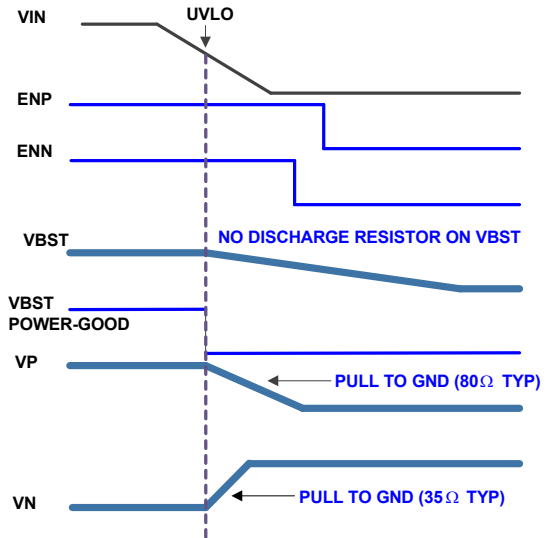 UVLO
VIN
ENP
ENN
NO DISCHARGE RESISTOR ON VBST
VBST
VBST
POWER-GOOD
VP
PULL TO GND (80Ω TYP)
VN
PULL TO GND (35Ω TYP)